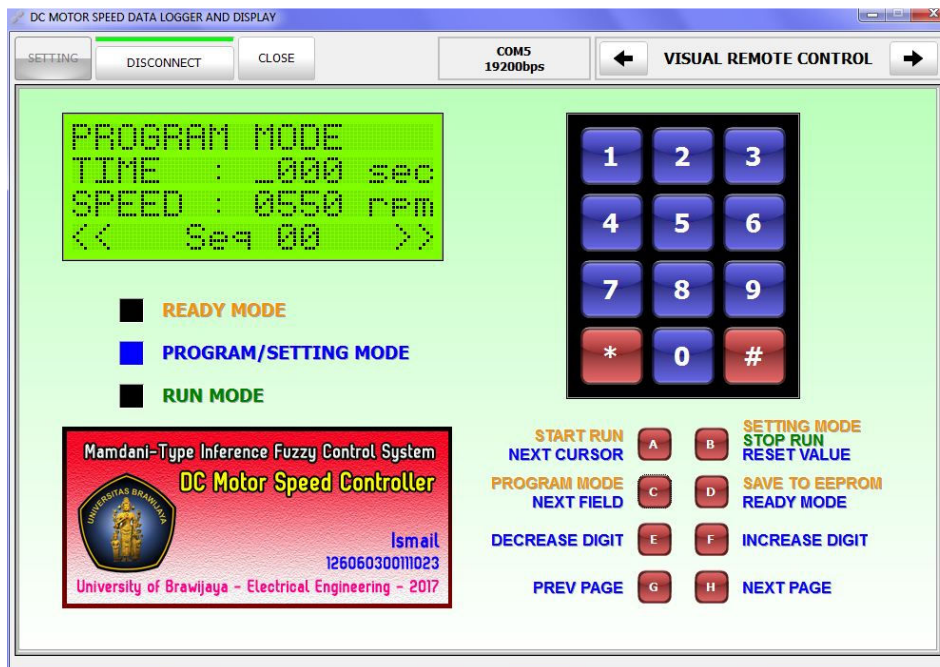 DC MOTOR SPEED DATA LOGGER AND DISPLAY
SETTING
DISCONNECT
CLOSE
COM5
19200bps
VISUAL REMOTE CONTROL
PROGRAM MODE
TIME : _000 sec
SPEED : 0550 rpm
<< Seq 00 >>
READY MODE
PROGRAM/SETTING MODE
RUN MODE
1 2 3
4 5 6
7 8 9
* 0 #
Mamdani-Type Inference Fuzzy Control System
DC Motor Speed Controller
UNIVERSITAS BRAWIJAYA
Ismail
126060300111023
University of Brawijaya - Electrical Engineering - 2017
START RUN
NEXT CURSOR
A
B
SETTING MODE
STOP RUN
RESET VALUE
PROGRAM MODE
NEXT FIELD
C
D
SAVE TO EEPROM
READY MODE
DECREASE DIGIT
E
F
INCREASE DIGIT
PREV PAGE
G
H
NEXT PAGE